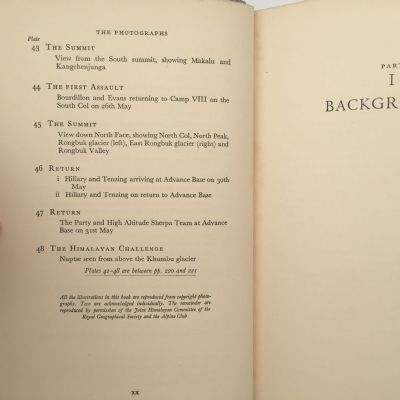 THE PHOTOGRAPHS
Plate
43 THE SUMMIT
View from the South summit, showing Makalu and
Kangchenjunga.
44 THE FIRST ASSAULT
Bourdillon and Evans returning to Camp VIII on the
South Col on 26th May
45 THE SUMMIT
View down North Face, showing North Col, North Peak,
Rongbuk glacier (left), East Rongbuk glacier (right) and
Rongbuk Valley
46 RETURN
i Hillary and Tenzing arriving at Advance Base on 30th
May
ii Hillary and Tenzing on return to Advance Base
47 RETURN
The Party and High Altitude Sherpa Team at Advance
Base on 31st May
48 THE HIMALAYAN CHALLENGE
Nuptse seen from above the Khumbu glacier
Plates 41-48 are between pp. 220 and 221
All the illustrations in this book are reproduced from copyright photo-
graphs. Two are acknowledged individually. The remainder are
reproduced by permission of the Joint Himalayan Committee of the
Royal Geographical Society and the Alpine Club
xx
PART
I
BACKGR